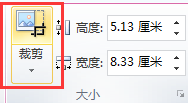 高度: 5.13 厘米
裁剪
宽度: 8.33 厘米
大小